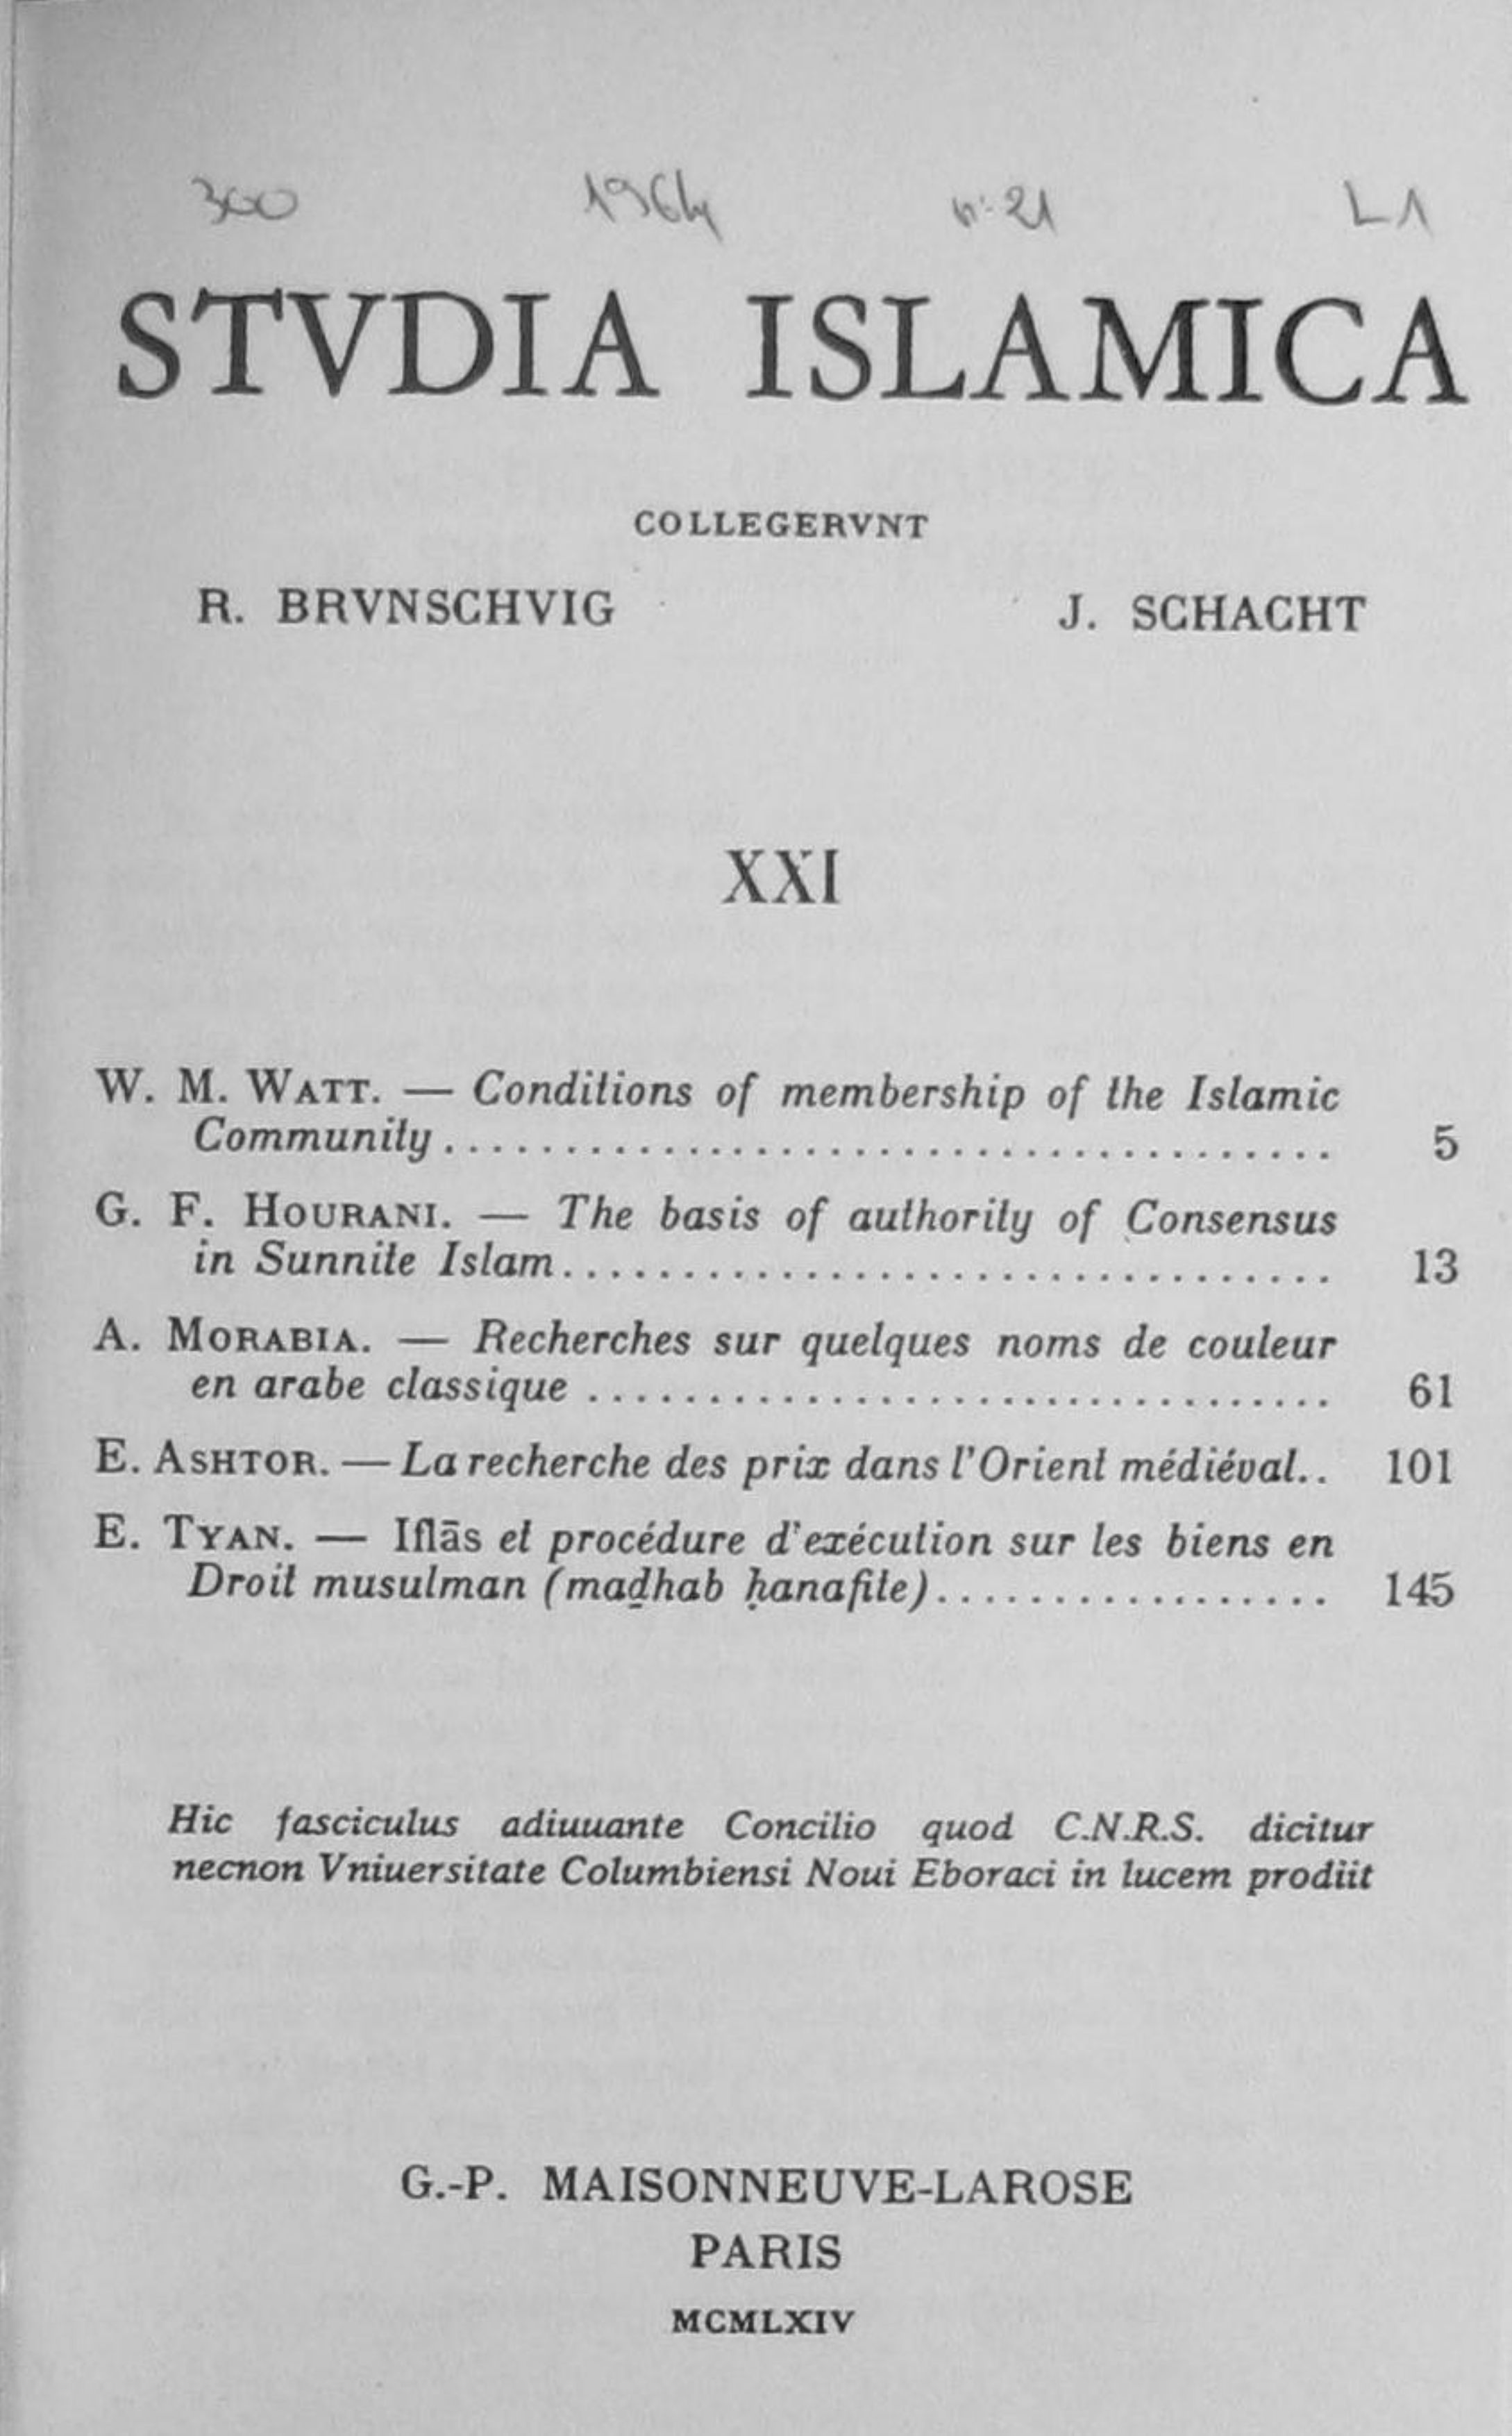 300 1964 n° 21 L1
STVDIA ISLAMICA
COLLEGERVNT
R. BRVNSCHVIG J. SCHACHT
XXI
W. M. WATT. — Conditions of membership of the Islamic
Community........................................ 5
G. F. HOURANI. — The basis of authority of Consensus
in Sunnite Islam.................................. 13
A. MORABIA. — Recherches sur quelques noms de couleur
en arabe classique ................................ 61
E. ASHTOR. — La recherche des prix dans l'Orient médiéval.. 101
E. TYAN. — Iflās et procédure d'exécution sur les biens en
Droit musulman (maḏhab ḥanafite)................. 145
Hic fasciculus adiuuante Concilio quod C.N.R.S. dicitur
necnon Vniuersitate Columbiensi Noui Eboraci in lucem prodiit
G.-P. MAISONNEUVE-LAROSE
PARIS
MCMLXIV